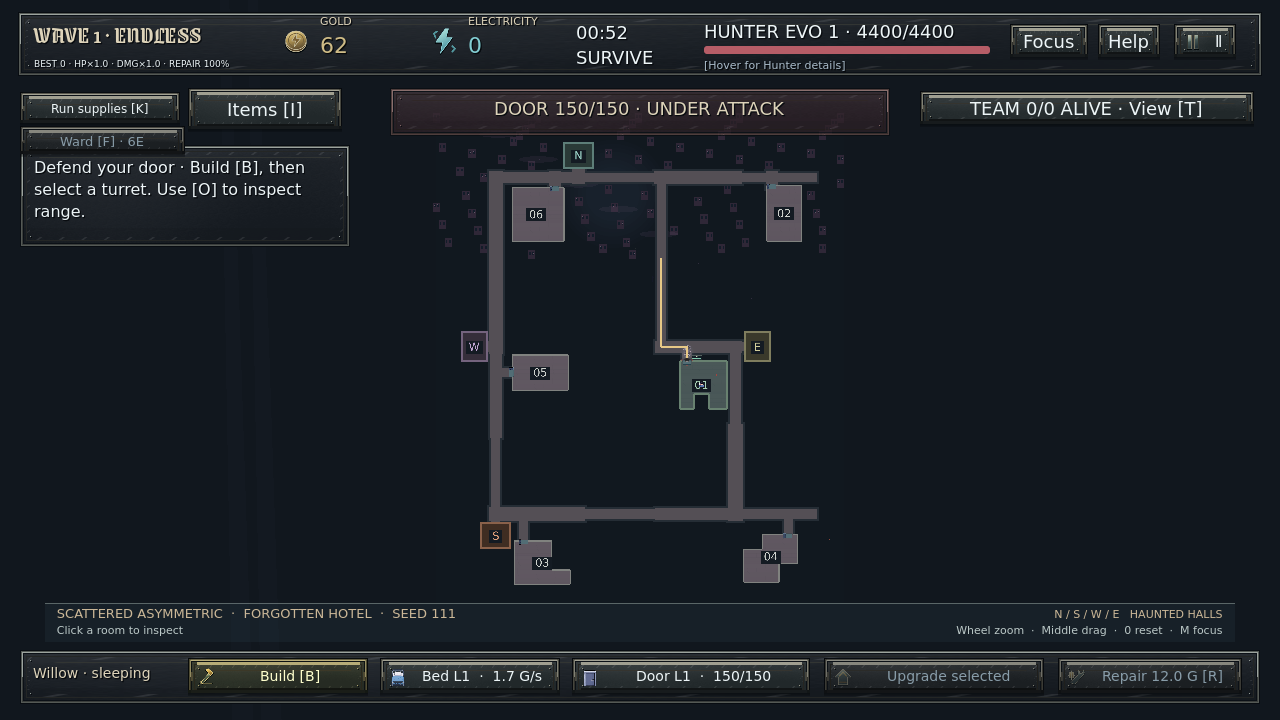 WAVE 1 · ENDLESS
BEST 0 · HP×1.0 · DMG×1.0 · REPAIR 100%
GOLD
62
ELECTRICITY
0
00:52
SURVIVE
HUNTER EVO 1 · 4400/4400
[Hover for Hunter details]
Focus
Help
II
Run supplies [K]
Items [I]
Ward [F] · 6E
DOOR 150/150 · UNDER ATTACK
TEAM 0/0 ALIVE · View [T]
Defend your door · Build [B], then
select a turret. Use [O] to inspect
range.
N
06
02
W
E
05
01
S
03
04
SCATTERED ASYMMETRIC · FORGOTTEN HOTEL · SEED 111
Click a room to inspect
N / S / W / E HAUNTED HALLS
Wheel zoom · Middle drag · 0 reset · M focus
Willow · sleeping
Build [B]
Bed L1 · 1.7 G/s
Door L1 · 150/150
Upgrade selected
Repair 12.0 G [R]